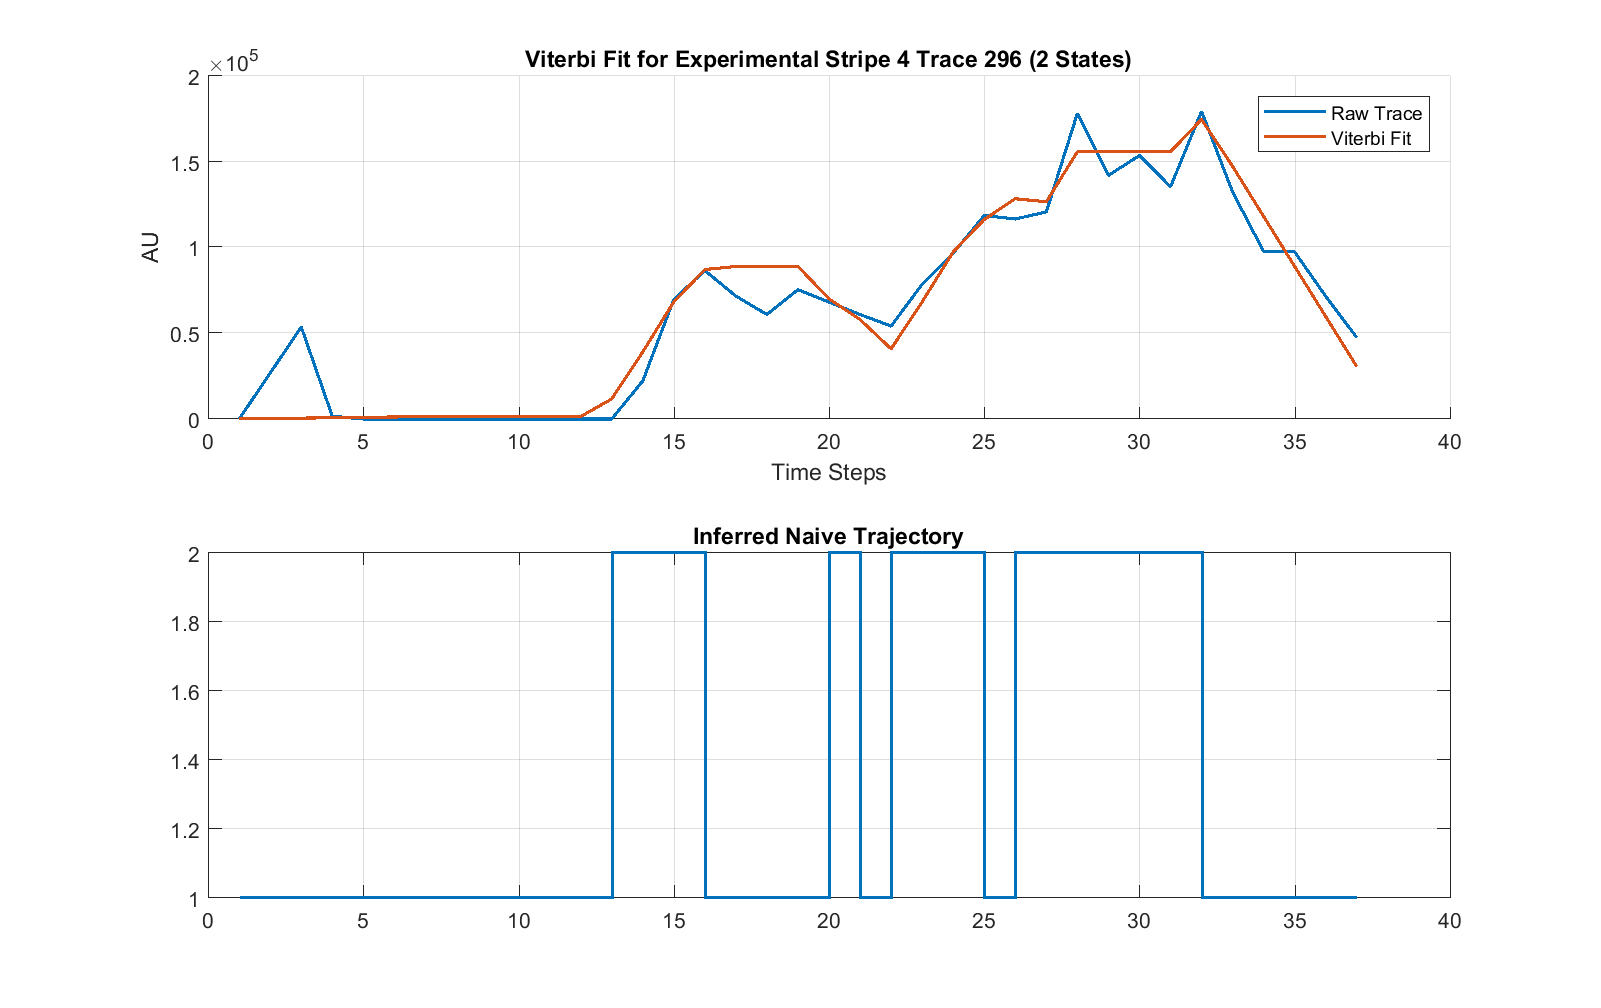 Viterbi Fit for Experimental Stripe 4 Trace 296 (2 States)
×10^5
2
1.5
1
0.5
0
AU
Raw Trace
Viterbi Fit
0 5 10 15 20 25 30 35 40
Time Steps
Inferred Naive Trajectory
2
1.8
1.6
1.4
1.2
1
0 5 10 15 20 25 30 35 40